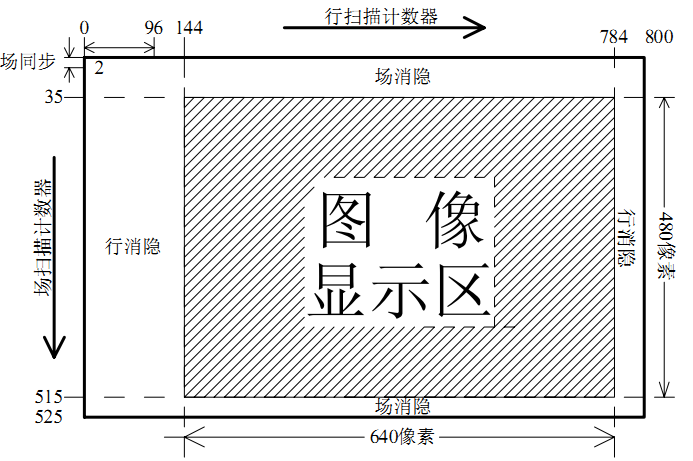 行扫描计数器
0 96 144 784 800
场同步
2
场消隐
35
图 像
显示区
场扫描计数器
行消隐
行消隐
480像素
515
场消隐
525
640像素